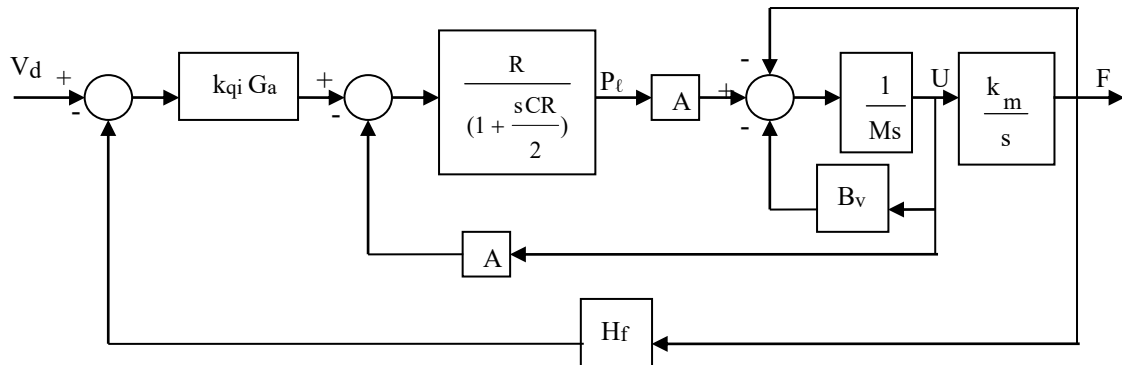 V_d
+
-
k_qi G_a
+
-
R
(1 + sCR/2)
P_ℓ
A
+
-
-
1
Ms
U
k_m
s
F
B_v
A
H_f